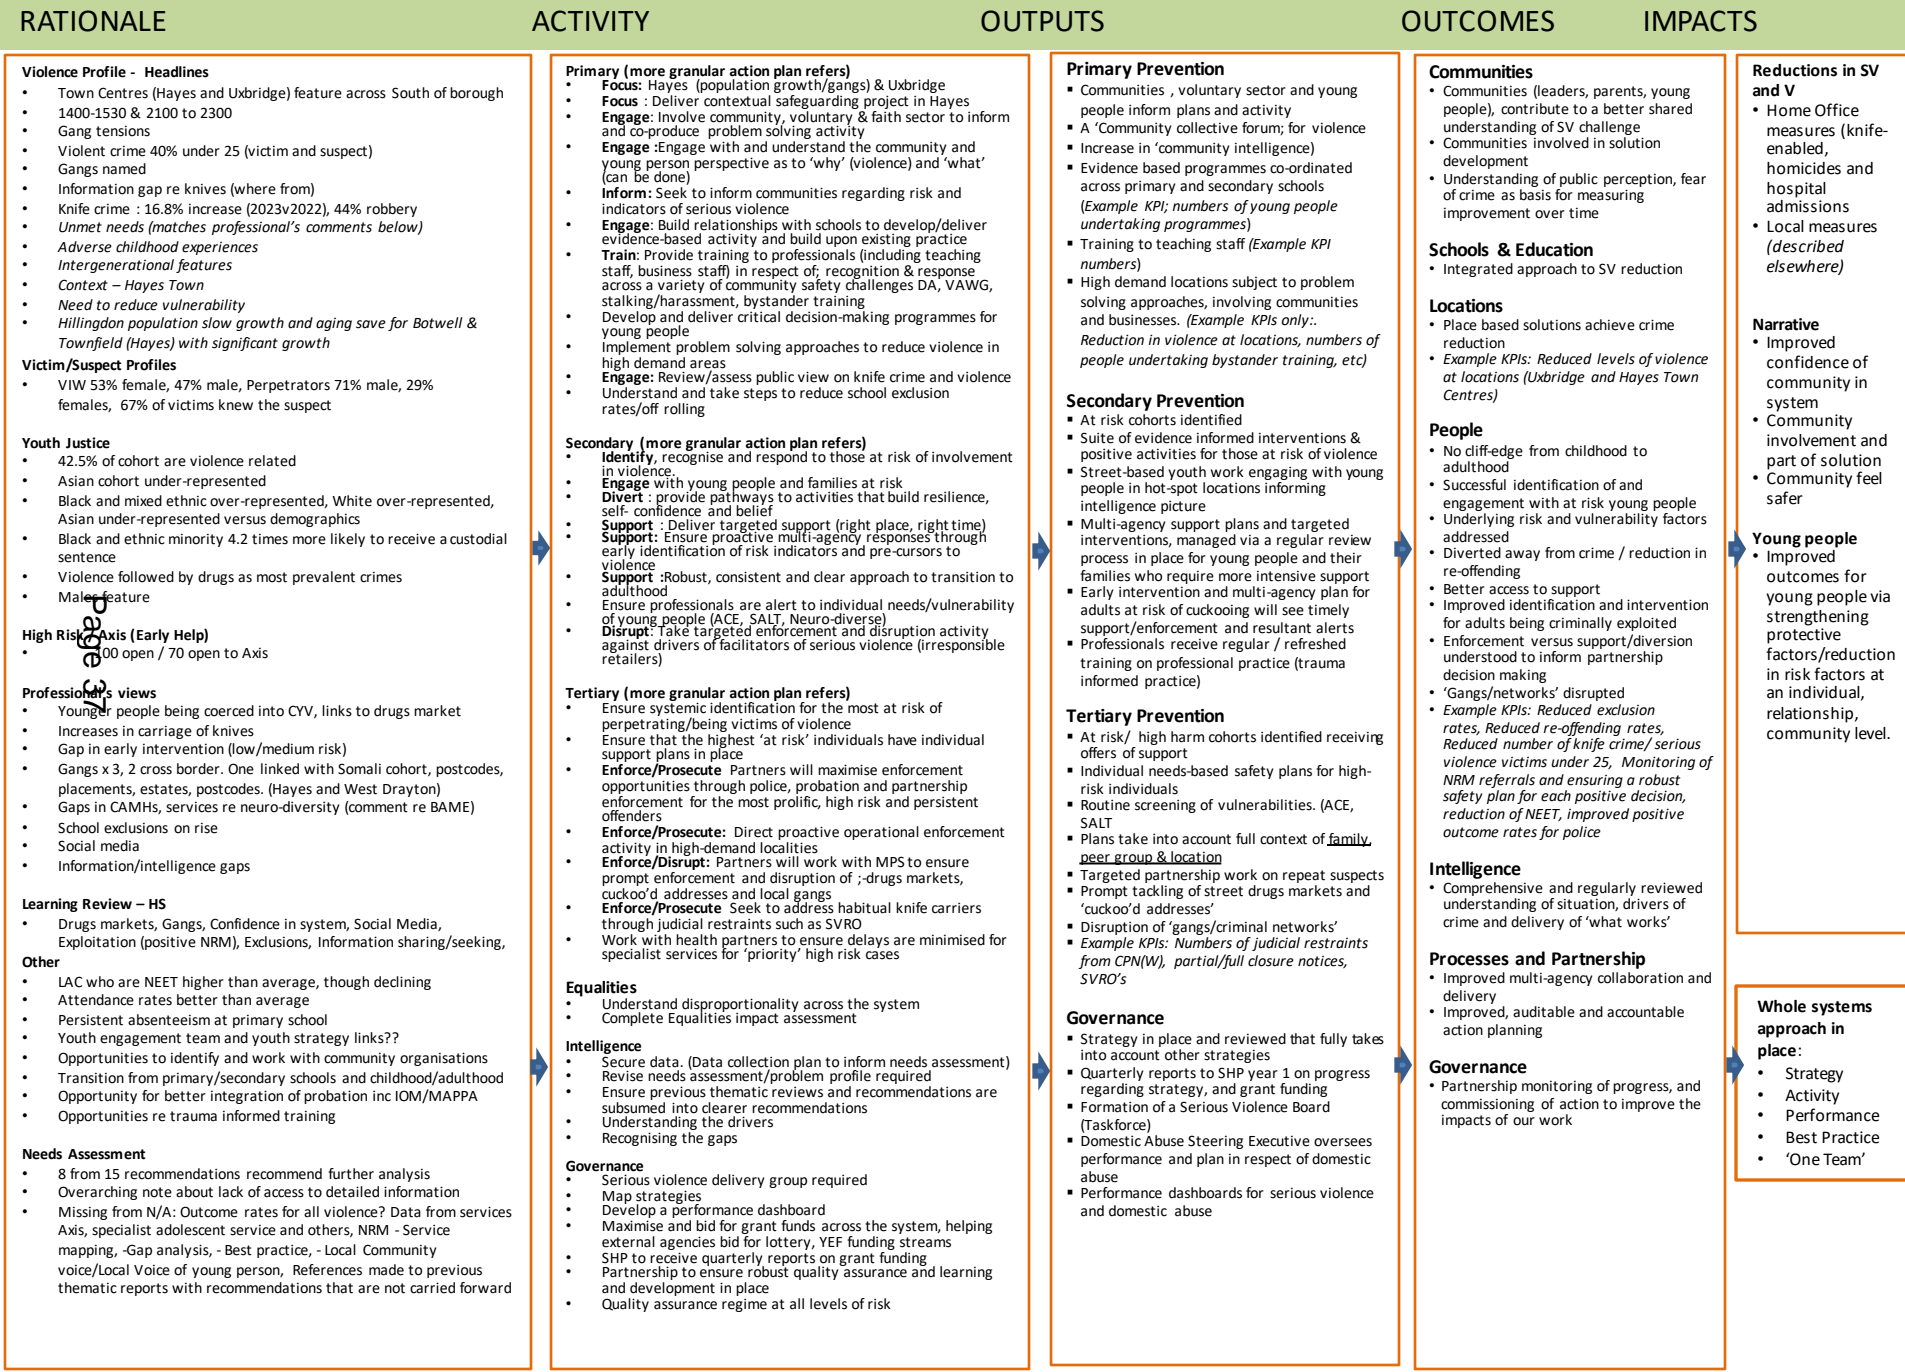 RATIONALE
ACTIVITY
OUTPUTS
OUTCOMES
IMPACTS
Violence Profile - Headlines
• Town Centres (Hayes and Uxbridge) feature across South of borough
• 1400-1530 & 2100 to 2300
• Gang tensions
• Violent crime 40% under 25 (victim and suspect)
• Gangs named
• Information gap re knives (where from)
• Knife crime : 16.8% increase (2023v2022), 44% robbery
• Unmet needs (matches professional's comments below)
• Adverse childhood experiences
• Intergenerational features
• Context – Hayes Town
• Need to reduce vulnerability
• Hillingdon population slow growth and aging save for Botwell &
Townfield (Hayes) with significant growth
Victim/Suspect Profiles
• VIW 53% female, 47% male, Perpetrators 71% male, 29%
females, 67% of victims knew the suspect
Youth Justice
• 42.5% of cohort are violence related
• Asian cohort under-represented
• Black and mixed ethnic over-represented, White over-represented,
Asian under-represented versus demographics
• Black and ethnic minority 4.2 times more likely to receive a custodial
sentence
• Violence followed by drugs as most prevalent crimes
• Males feature
High Risk Axis (Early Help)
• 100 open / 70 open to Axis
Page 37
Professional's views
• Younger people being coerced into CYV, links to drugs market
• Increases in carriage of knives
• Gap in early intervention (low/medium risk)
• Gangs x 3, 2 cross border. One linked with Somali cohort, postcodes,
placements, estates, postcodes. (Hayes and West Drayton)
• Gaps in CAMHs, services re neuro-diversity (comment re BAME)
• School exclusions on rise
• Social media
• Information/intelligence gaps
Learning Review – HS
• Drugs markets, Gangs, Confidence in system, Social Media,
Exploitation (positive NRM), Exclusions, Information sharing/seeking,
Other
• LAC who are NEET higher than average, though declining
• Attendance rates better than average
• Persistent absenteeism at primary school
• Youth engagement team and youth strategy links??
• Opportunities to identify and work with community organisations
• Transition from primary/secondary schools and childhood/adulthood
• Opportunity for better integration of probation inc IOM/MAPPA
• Opportunities re trauma informed training
Needs Assessment
• 8 from 15 recommendations recommend further analysis
• Overarching note about lack of access to detailed information
• Missing from N/A: Outcome rates for all violence? Data from services
Axis, specialist adolescent service and others, NRM - Service
mapping, -Gap analysis, - Best practice, - Local Community
voice/Local Voice of young person, References made to previous
thematic reports with recommendations that are not carried forward
Primary (more granular action plan refers)
• Focus: Hayes (population growth/gangs) & Uxbridge
• Focus : Deliver contextual safeguarding project in Hayes
• Engage: Involve community, voluntary & faith sector to inform
and co-produce problem solving activity
• Engage :Engage with and understand the community and
young person perspective as to 'why' (violence) and 'what'
(can be done)
• Inform: Seek to inform communities regarding risk and
indicators of serious violence
• Engage: Build relationships with schools to develop/deliver
evidence-based activity and build upon existing practice
• Train: Provide training to professionals (including teaching
staff, business staff) in respect of; recognition & response
across a variety of community safety challenges DA, VAWG,
stalking/harassment, bystander training
• Develop and deliver critical decision-making programmes for
young people
• Implement problem solving approaches to reduce violence in
high demand areas
• Engage: Review/assess public view on knife crime and violence
• Understand and take steps to reduce school exclusion
rates/off rolling
Secondary (more granular action plan refers)
• Identify, recognise and respond to those at risk of involvement
in violence.
• Engage with young people and families at risk
• Divert : provide pathways to activities that build resilience,
self- confidence and belief
• Support : Deliver targeted support (right place, right time)
• Support: Ensure proactive multi-agency responses through
early identification of risk indicators and pre-cursors to
violence
• Support :Robust, consistent and clear approach to transition to
adulthood
• Ensure professionals are alert to individual needs/vulnerability
of young people (ACE, SALT, Neuro-diverse)
• Disrupt: Take targeted enforcement and disruption activity
against drivers of facilitators of serious violence (irresponsible
retailers)
Tertiary (more granular action plan refers)
• Ensure systemic identification for the most at risk of
perpetrating/being victims of violence
• Ensure that the highest 'at risk' individuals have individual
support plans in place
• Enforce/Prosecute Partners will maximise enforcement
opportunities through police, probation and partnership
enforcement for the most prolific, high risk and persistent
offenders
• Enforce/Prosecute: Direct proactive operational enforcement
activity in high-demand localities
• Enforce/Disrupt: Partners will work with MPS to ensure
prompt enforcement and disruption of ;-drugs markets,
cuckoo'd addresses and local gangs
• Enforce/Prosecute Seek to address habitual knife carriers
through judicial restraints such as SVRO
• Work with health partners to ensure delays are minimised for
specialist services for 'priority' high risk cases
Equalities
• Understand disproportionality across the system
• Complete Equalities impact assessment
Intelligence
• Secure data. (Data collection plan to inform needs assessment)
• Revise needs assessment/problem profile required
• Ensure previous thematic reviews and recommendations are
subsumed into clearer recommendations
• Understanding the drivers
• Recognising the gaps
Governance
• Serious violence delivery group required
• Map strategies
• Develop a performance dashboard
• Maximise and bid for grant funds across the system, helping
external agencies bid for lottery, YEF funding streams
• SHP to receive quarterly reports on grant funding
• Partnership to ensure robust quality assurance and learning
and development in place
• Quality assurance regime at all levels of risk
Primary Prevention
▪ Communities , voluntary sector and young
people inform plans and activity
▪ A 'Community collective forum; for violence
▪ Increase in 'community intelligence)
▪ Evidence based programmes co-ordinated
across primary and secondary schools
(Example KPI; numbers of young people
undertaking programmes)
▪ Training to teaching staff (Example KPI
numbers)
▪ High demand locations subject to problem
solving approaches, involving communities
and businesses. (Example KPIs only:.
Reduction in violence at locations, numbers of
people undertaking bystander training, etc)
Secondary Prevention
▪ At risk cohorts identified
▪ Suite of evidence informed interventions &
positive activities for those at risk of violence
▪ Street-based youth work engaging with young
people in hot-spot locations informing
intelligence picture
▪ Multi-agency support plans and targeted
interventions, managed via a regular review
process in place for young people and their
families who require more intensive support
▪ Early intervention and multi-agency plan for
adults at risk of cuckooing will see timely
support/enforcement and resultant alerts
▪ Professionals receive regular / refreshed
training on professional practice (trauma
informed practice)
Tertiary Prevention
▪ At risk/ high harm cohorts identified receiving
offers of support
▪ Individual needs-based safety plans for high-
risk individuals
▪ Routine screening of vulnerabilities. (ACE,
SALT
▪ Plans take into account full context of family,
peer group & location
▪ Targeted partnership work on repeat suspects
▪ Prompt tackling of street drugs markets and
'cuckoo'd addresses'
▪ Disruption of 'gangs/criminal networks'
▪ Example KPIs: Numbers of judicial restraints
from CPN(W), partial/full closure notices,
SVRO's
Governance
▪ Strategy in place and reviewed that fully takes
into account other strategies
▪ Quarterly reports to SHP year 1 on progress
regarding strategy, and grant funding
▪ Formation of a Serious Violence Board
(Taskforce)
▪ Domestic Abuse Steering Executive oversees
performance and plan in respect of domestic
abuse
▪ Performance dashboards for serious violence
and domestic abuse
Communities
• Communities (leaders, parents, young
people), contribute to a better shared
understanding of SV challenge
• Communities involved in solution
development
• Understanding of public perception, fear
of crime as basis for measuring
improvement over time
Schools & Education
• Integrated approach to SV reduction
Locations
• Place based solutions achieve crime
reduction
• Example KPIs: Reduced levels of violence
at locations (Uxbridge and Hayes Town
Centres)
People
• No cliff-edge from childhood to
adulthood
• Successful identification of and
engagement with at risk young people
• Underlying risk and vulnerability factors
addressed
• Diverted away from crime / reduction in
re-offending
• Better access to support
• Improved identification and intervention
for adults being criminally exploited
• Enforcement versus support/diversion
understood to inform partnership
decision making
• 'Gangs/networks' disrupted
• Example KPIs: Reduced exclusion
rates, Reduced re-offending rates,
Reduced number of knife crime/ serious
violence victims under 25, Monitoring of
NRM referrals and ensuring a robust
safety plan for each positive decision,
reduction of NEET, improved positive
outcome rates for police
Intelligence
• Comprehensive and regularly reviewed
understanding of situation, drivers of
crime and delivery of 'what works'
Processes and Partnership
• Improved multi-agency collaboration and
delivery
• Improved, auditable and accountable
action planning
Governance
• Partnership monitoring of progress, and
commissioning of action to improve the
impacts of our work
Reductions in SV
and V
• Home Office
measures (knife-
enabled,
homicides and
hospital
admissions
• Local measures
(described
elsewhere)
Narrative
• Improved
confidence of
community in
system
• Community
involvement and
part of solution
• Community feel
safer
Young people
• Improved
outcomes for
young people via
strengthening
protective
factors/reduction
in risk factors at
an individual,
relationship,
community level.
Whole systems
approach in
place:
• Strategy
• Activity
• Performance
• Best Practice
• 'One Team'